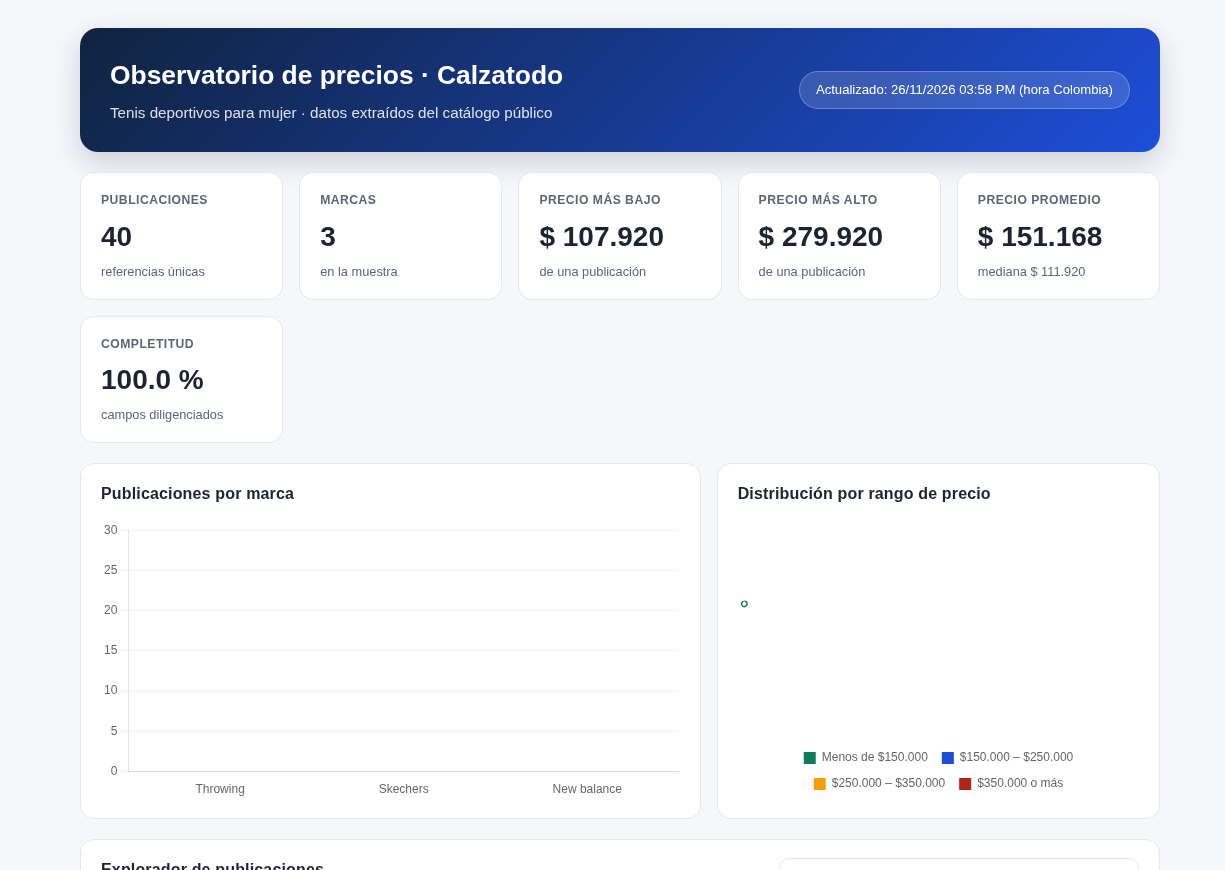 Observatorio de precios · Calzatodo
Tenis deportivos para mujer · datos extraídos del catálogo público
Actualizado: 26/11/2026 03:58 PM (hora Colombia)
PUBLICACIONES
40
referencias únicas
MARCAS
3
en la muestra
PRECIO MÁS BAJO
$ 107.920
de una publicación
PRECIO MÁS ALTO
$ 279.920
de una publicación
PRECIO PROMEDIO
$ 151.168
mediana $ 111.920
COMPLETITUD
100.0 %
campos diligenciados
Publicaciones por marca
30
25
20
15
10
5
0
Throwing
Skechers
New balance
Distribución por rango de precio
Menos de $150.000
$150.000 – $250.000
$250.000 – $350.000
$350.000 o más
Explorador de publicaciones